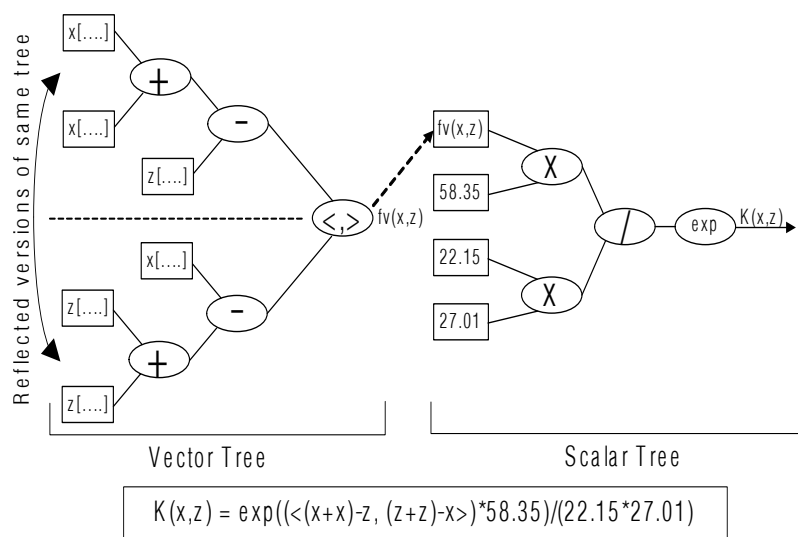 Reflected versions of same tree
x[....]
+
x[....]
-
z[....]
<,>
fv(x,z)
x[....]
z[....]
-
+
z[....]
Vector Tree
fv(x,z)
X
58.35
/
exp
K(x,z)
22.15
X
27.01
Scalar Tree
K(x,z) = exp((<(x+x)-z, (z+z)-x>)*58.35)/(22.15*27.01)